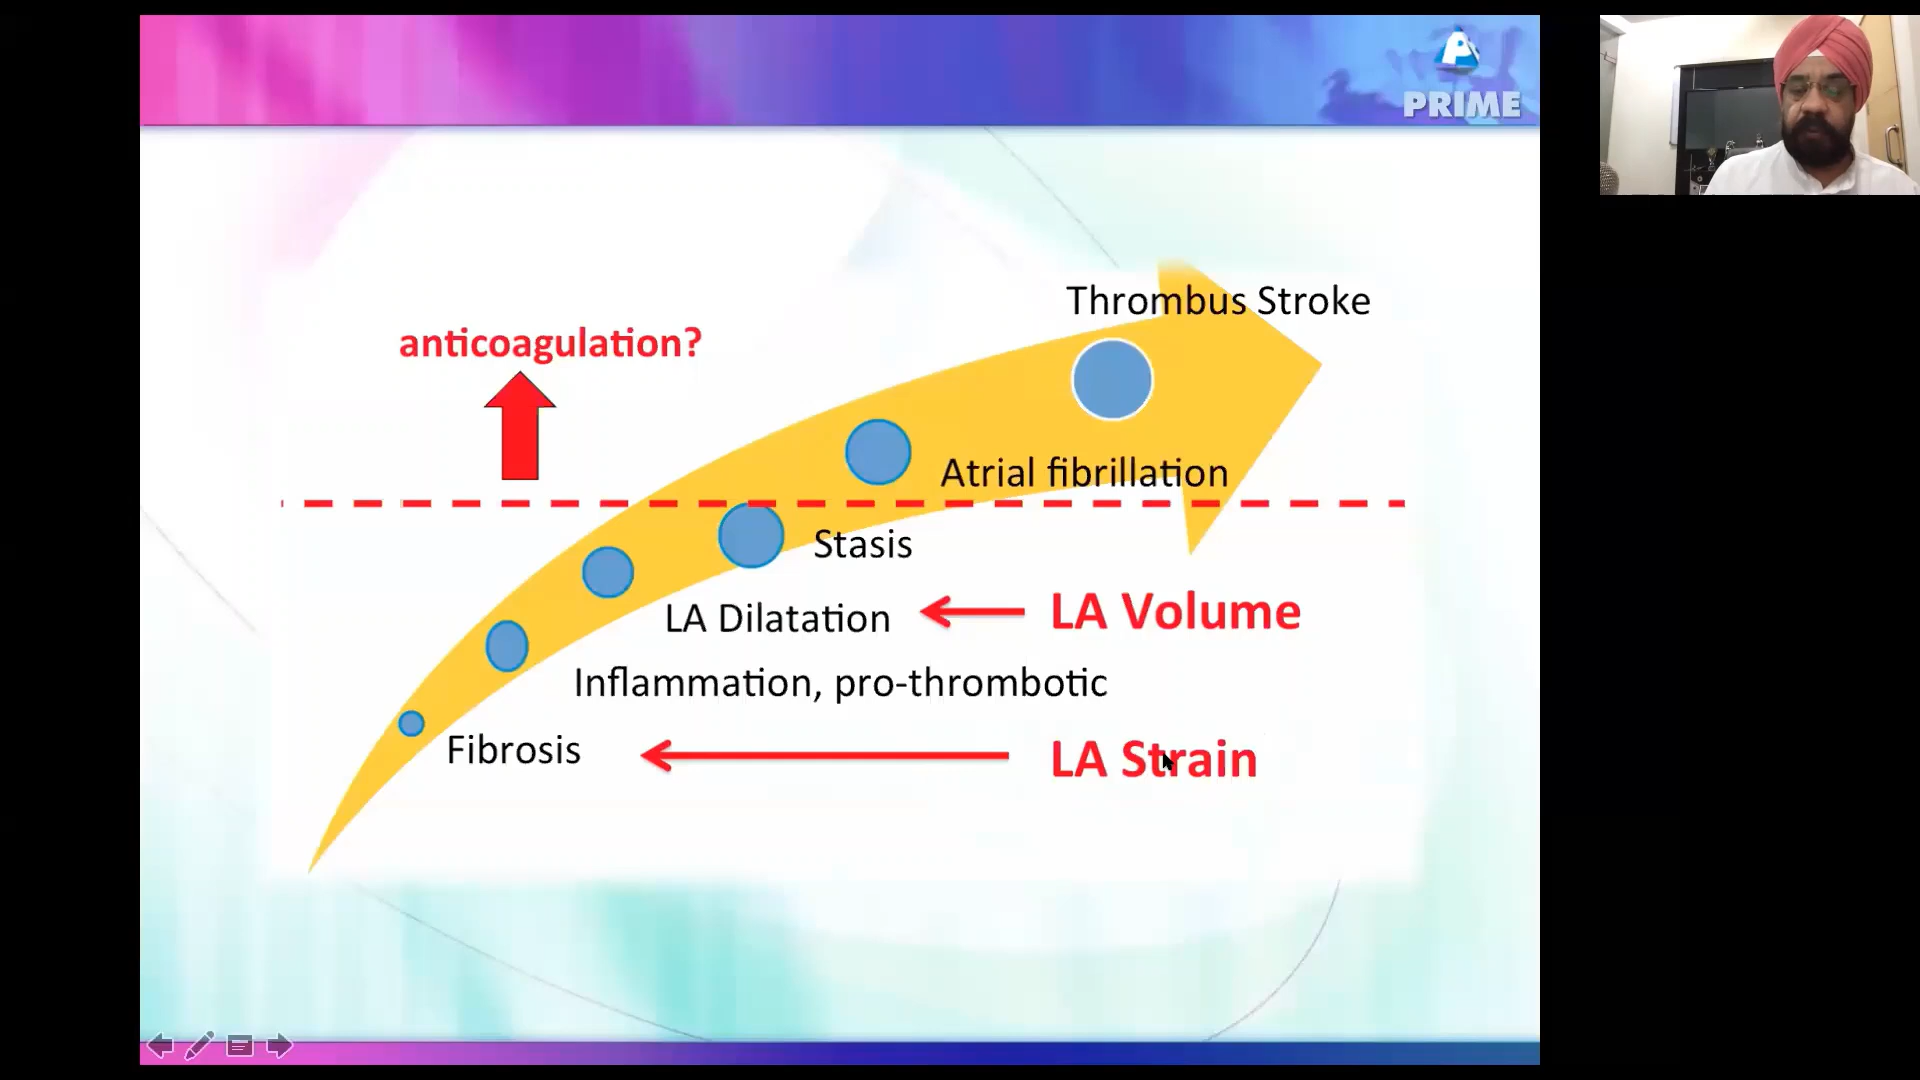 PRIME
Thrombus Stroke
anticoagulation?
Atrial fibrillation
Stasis
LA Dilatation
LA Volume
Inflammation, pro-thrombotic
Fibrosis
LA Strain